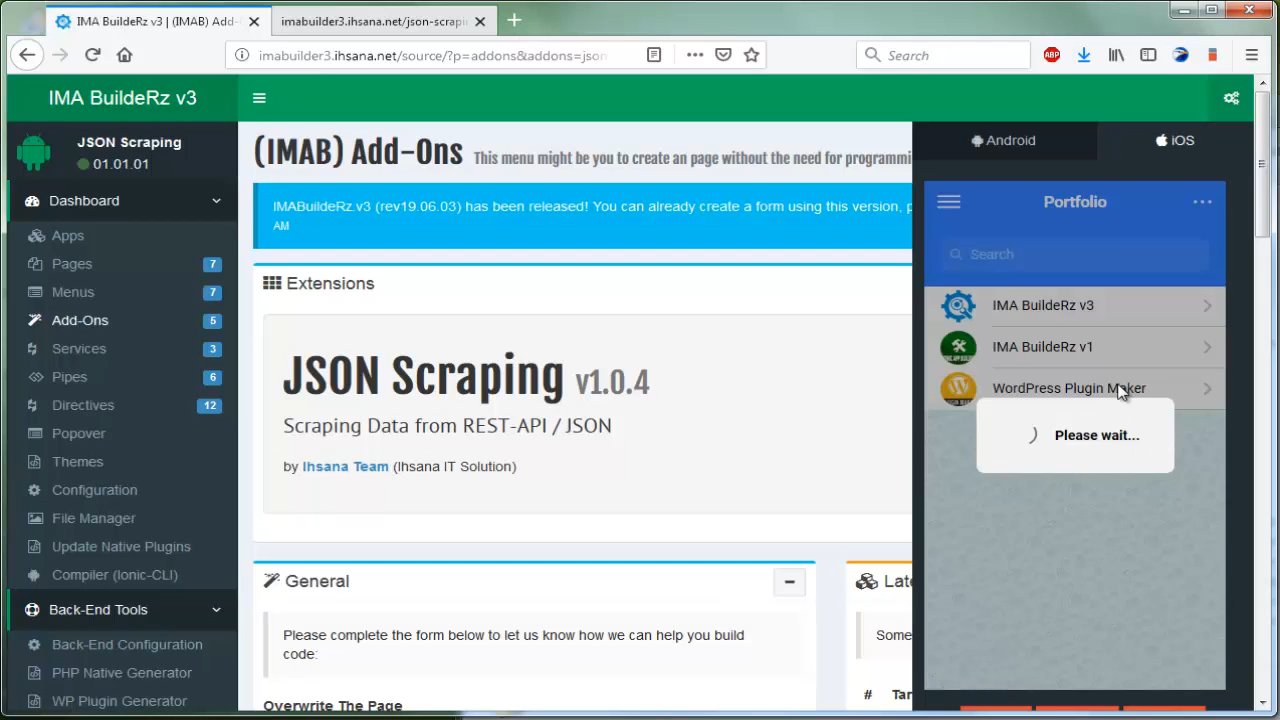 IMA BuildeRz v3 | (IMAB) Add-
imabuilder3.ihsana.net/json-scrapi
imabuilder3.ihsana.net/source/?p=addons&addons=json
Search
ABP
IMA BuildeRz v3
JSON Scraping
01.01.01
Dashboard
Apps
Pages 7
Menus 7
Add-Ons 5
Services 3
Pipes 6
Directives 12
Popover
Themes
Configuration
File Manager
Update Native Plugins
Compiler (Ionic-CLI)
Back-End Tools
Back-End Configuration
PHP Native Generator
WP Plugin Generator
(IMAB) Add-Ons This menu might be you to create an page without the need for programmi
IMABuildeRz.v3 (rev19.06.03) has been released! You can already create a form using this version, p
AM
Extensions
JSON Scraping v1.0.4
Scraping Data from REST-API / JSON
by Ihsana Team (Ihsana IT Solution)
General
Please complete the form below to let us know how we can help you build
code:
Overwrite The Page
Late
Some
# Tar
Android
iOS
Portfolio
Search
IMA BuildeRz v3
IMA BuildeRz v1
WordPress Plugin Maker
Please wait...